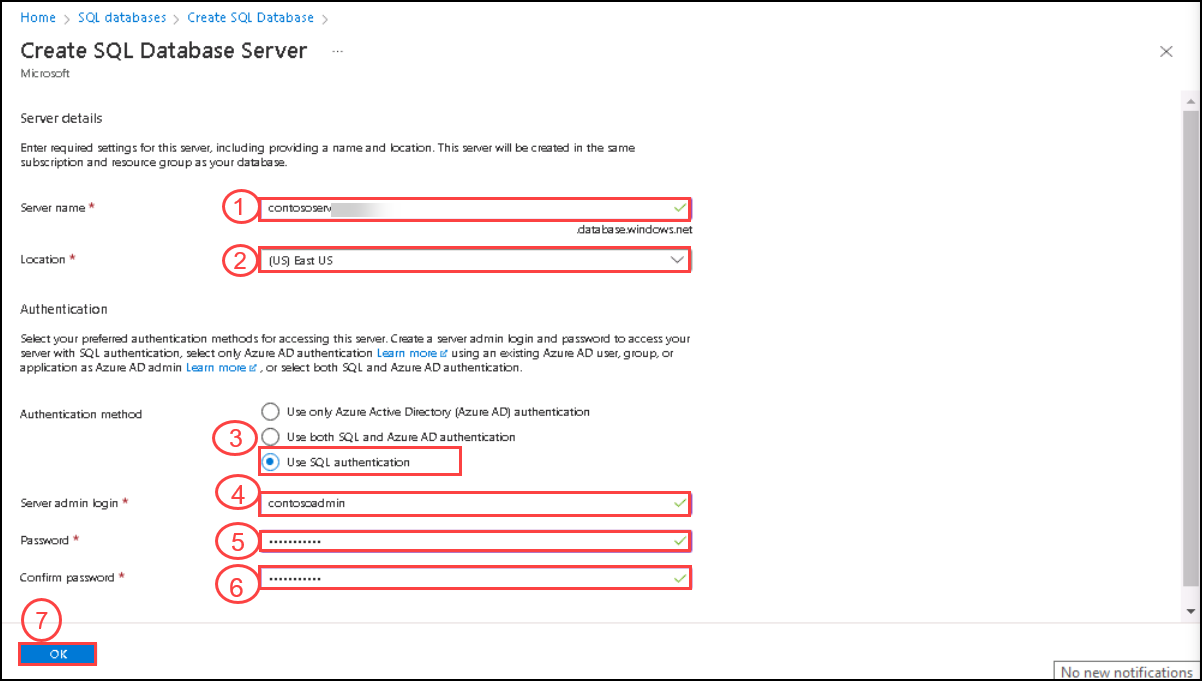 Home > SQL databases > Create SQL Database >
Create SQL Database Server ...
Microsoft
Server details
Enter required settings for this server, including providing a name and location. This server will be created in the same
subscription and resource group as your database.
Server name *
1
contososerv
.database.windows.net
Location *
2
(US) East US
Authentication
Select your preferred authentication methods for accessing this server. Create a server admin login and password to access your
server with SQL authentication, select only Azure AD authentication Learn more using an existing Azure AD user, group, or
application as Azure AD admin Learn more , or select both SQL and Azure AD authentication.
Authentication method
Use only Azure Active Directory (Azure AD) authentication
3
Use both SQL and Azure AD authentication
Use SQL authentication
Server admin login *
4
contosoadmin
Password *
5
•••••••••••
Confirm password *
6
•••••••••••
7
OK
No new notifications